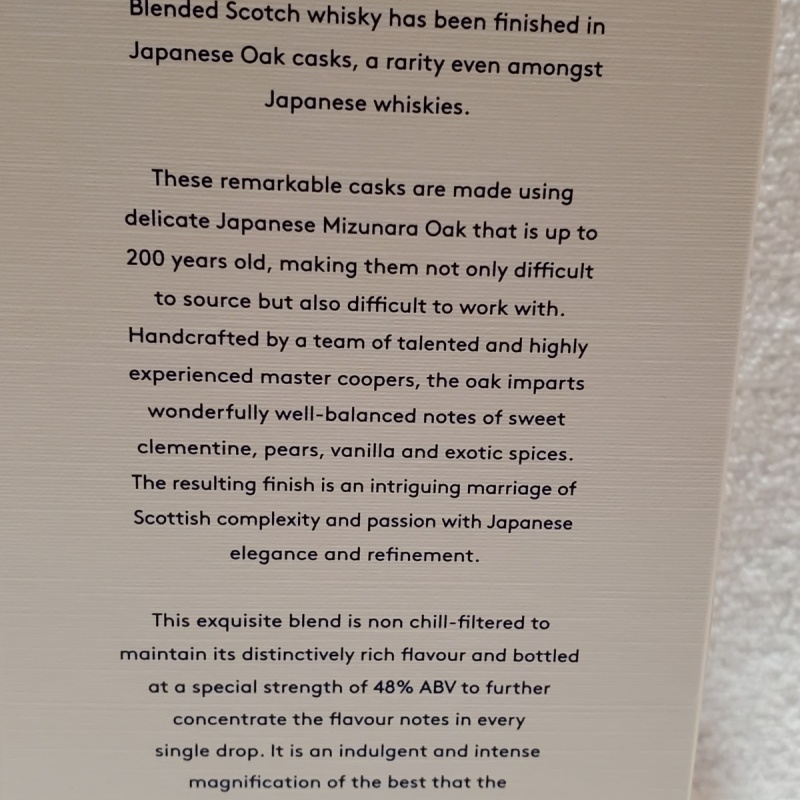 Blended Scotch whisky has been finished in
Japanese Oak casks, a rarity even amongst
Japanese whiskies.
These remarkable casks are made using
delicate Japanese Mizunara Oak that is up to
200 years old, making them not only difficult
to source but also difficult to work with.
Handcrafted by a team of talented and highly
experienced master coopers, the oak imparts
wonderfully well-balanced notes of sweet
clementine, pears, vanilla and exotic spices.
The resulting finish is an intriguing marriage of
Scottish complexity and passion with Japanese
elegance and refinement.
This exquisite blend is non chill-filtered to
maintain its distinctively rich flavour and bottled
at a special strength of 48% ABV to further
concentrate the flavour notes in every
single drop. It is an indulgent and intense
magnification of the best that the